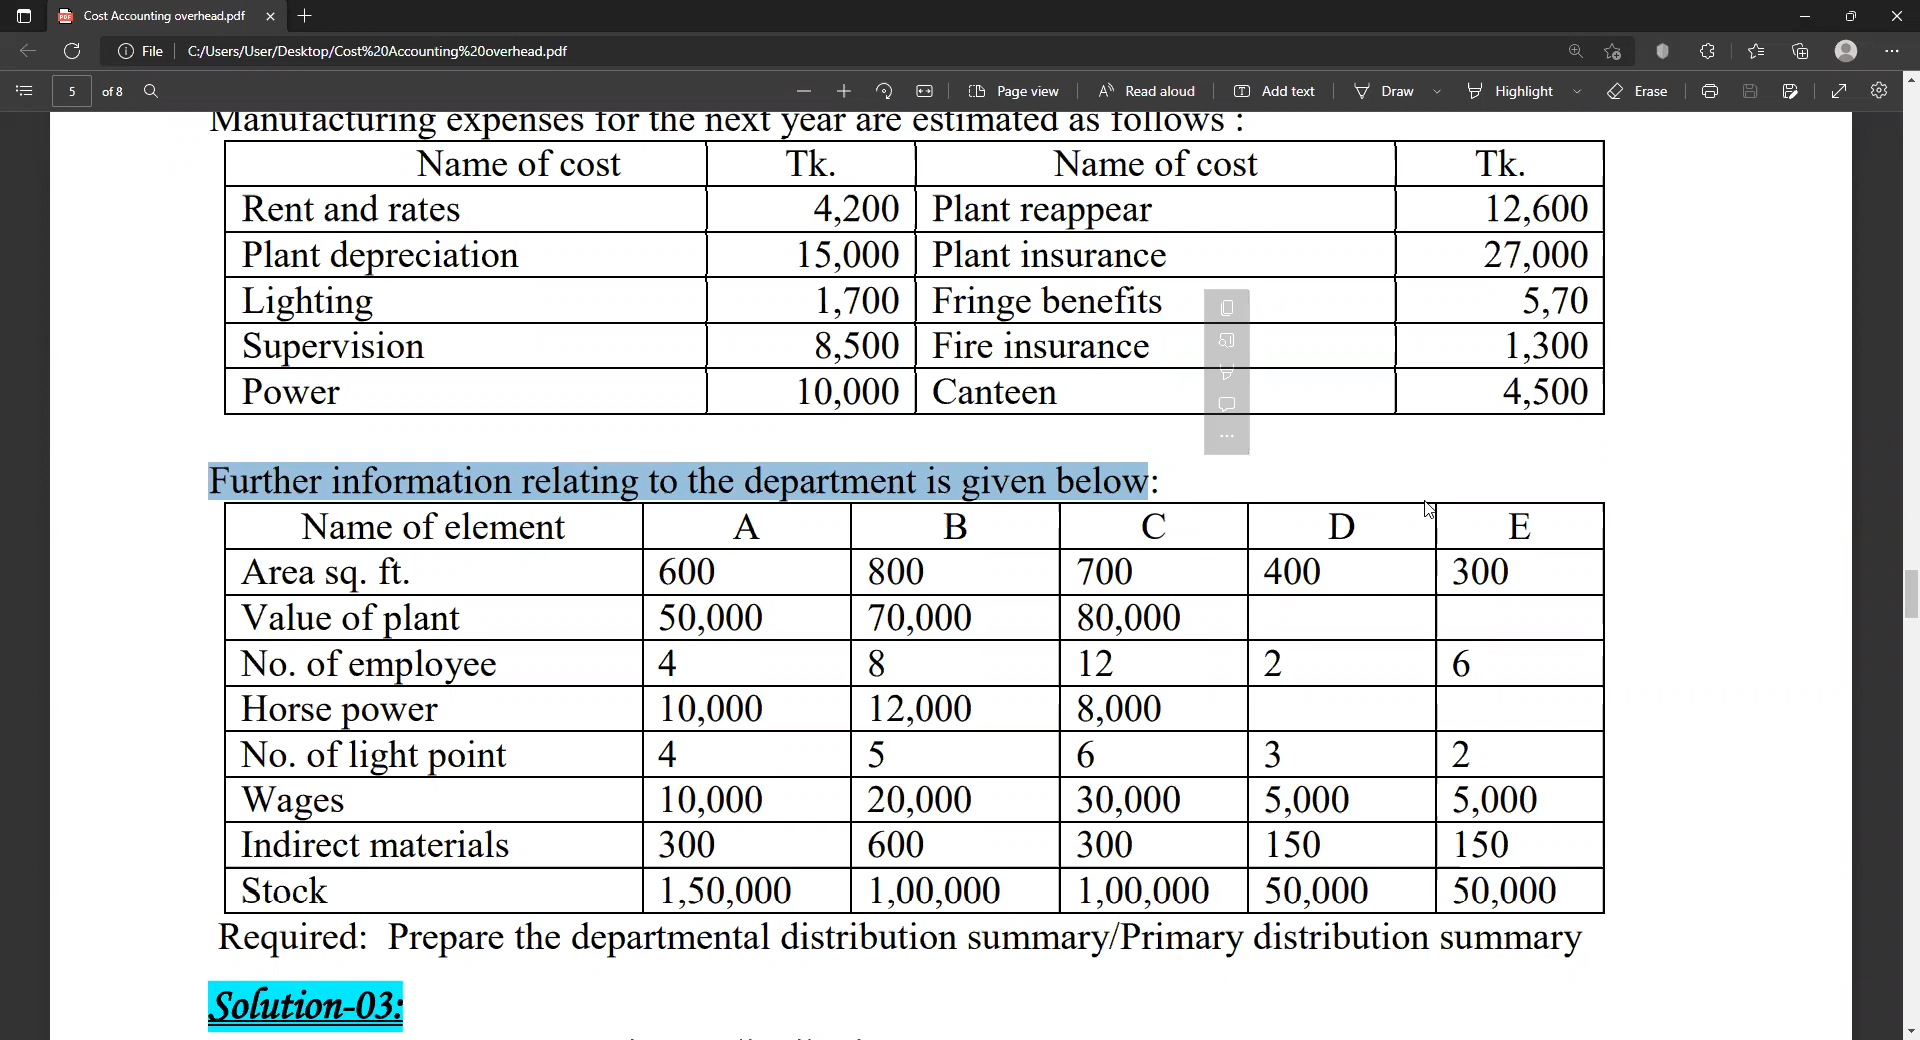 Cost Accounting overhead.pdf
File C:/Users/User/Desktop/Cost%20Accounting%20overhead.pdf
5 of 8 Page view Read aloud Add text Draw Highlight Erase
Manufacturing expenses for the next year are estimated as follows :
Name of cost Tk. Name of cost Tk.
Rent and rates 4,200 Plant reappear 12,600
Plant depreciation 15,000 Plant insurance 27,000
Lighting 1,700 Fringe benefits 5,70
Supervision 8,500 Fire insurance 1,300
Power 10,000 Canteen 4,500
Further information relating to the department is given below:
Name of element A B C D E
Area sq. ft. 600 800 700 400 300
Value of plant 50,000 70,000 80,000
No. of employee 4 8 12 2 6
Horse power 10,000 12,000 8,000
No. of light point 4 5 6 3 2
Wages 10,000 20,000 30,000 5,000 5,000
Indirect materials 300 600 300 150 150
Stock 1,50,000 1,00,000 1,00,000 50,000 50,000
Required: Prepare the departmental distribution summary/Primary distribution summary
Solution-03: